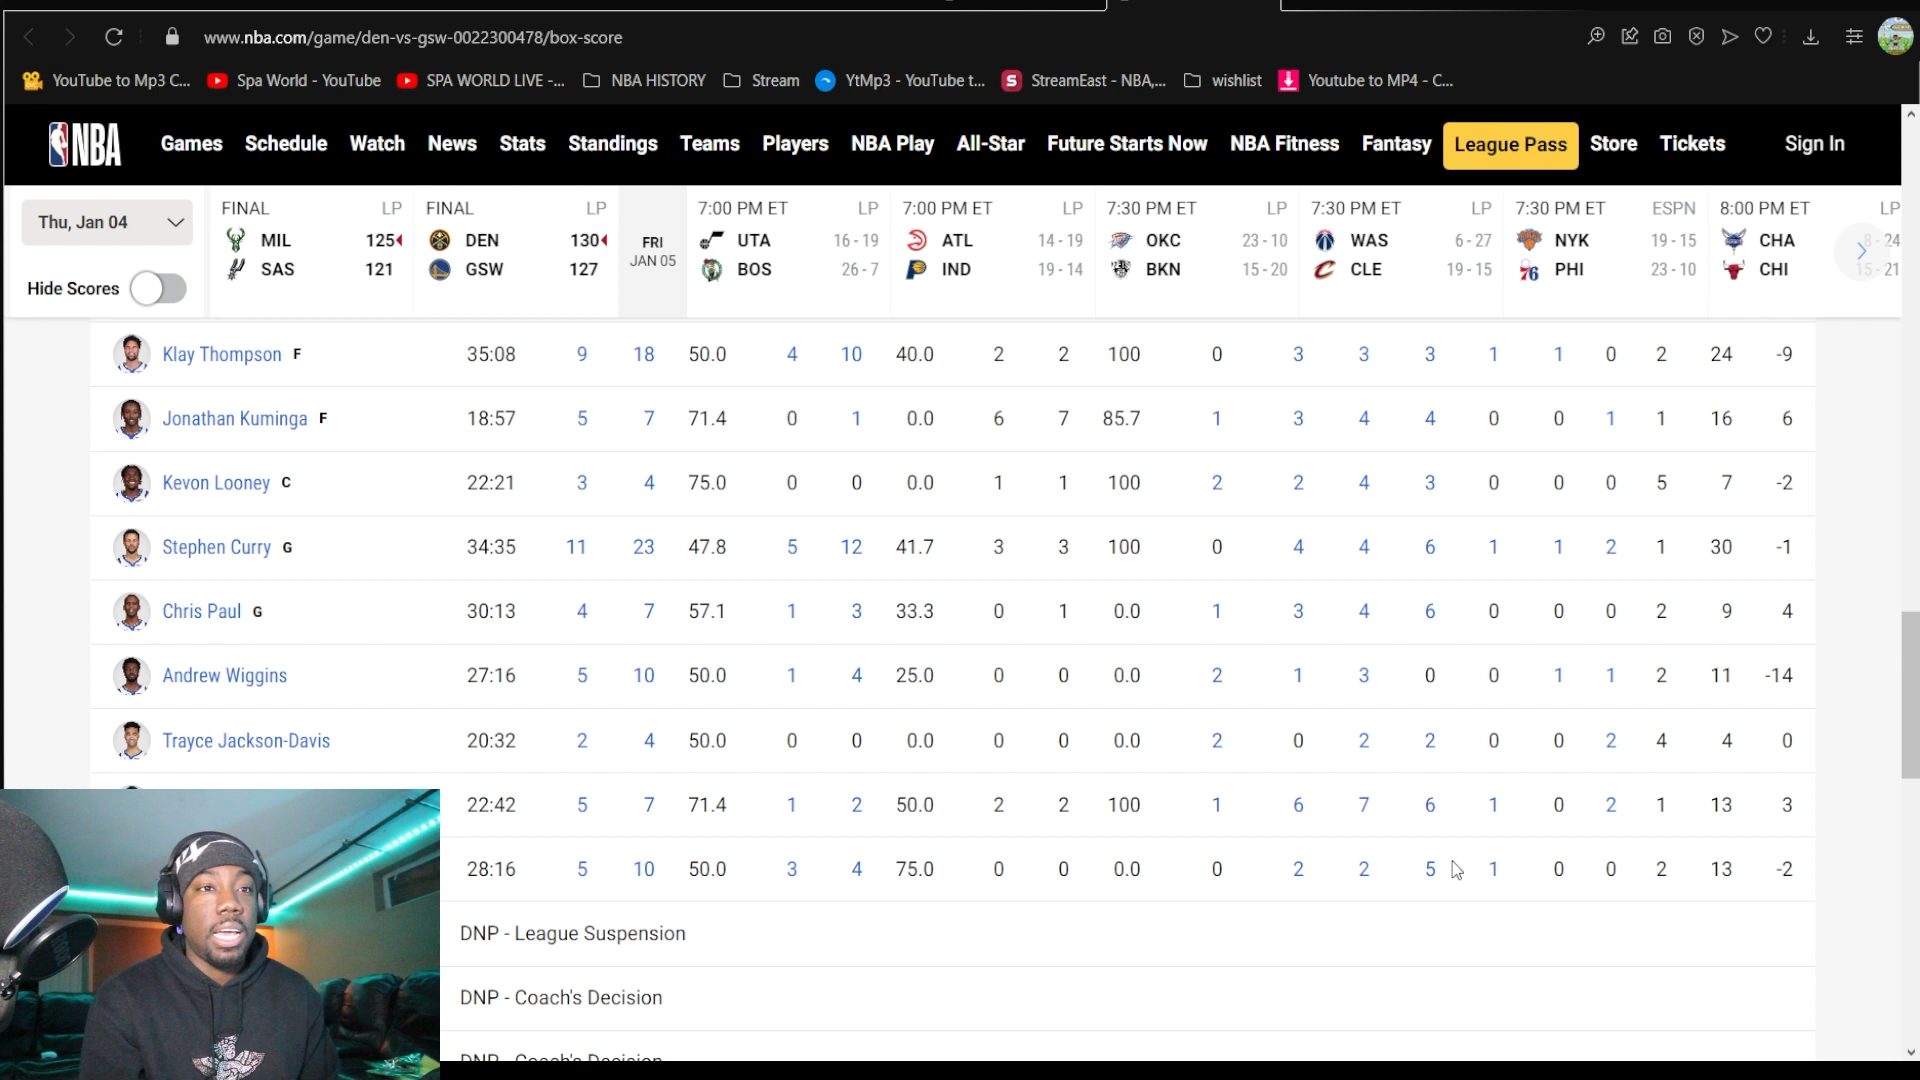 www.nba.com/game/den-vs-gsw-0022300478/box-score
YouTube to Mp3 C... Spa World - YouTube SPA WORLD LIVE -... NBA HISTORY Stream YtMp3 - YouTube t... StreamEast - NBA,... wishlist Youtube to MP4 - C...
NBA Games Schedule Watch News Stats Standings Teams Players NBA Play All-Star Future Starts Now NBA Fitness Fantasy League Pass Store Tickets Sign In
Thu, Jan 04
Hide Scores
FINAL LP
MIL 125
SAS 121
FINAL LP
DEN 130
GSW 127
FRI
JAN 05
7:00 PM ET LP
UTA 16 - 19
BOS 26 - 7
7:00 PM ET LP
ATL 14 - 19
IND 19 - 14
7:30 PM ET LP
OKC 23 - 10
BKN 15 - 20
7:30 PM ET LP
WAS 6 - 27
CLE 19 - 15
7:30 PM ET ESPN
NYK 19 - 15
PHI 23 - 10
8:00 PM ET LP
CHA 8 - 24
CHI 15 - 21
Klay Thompson F 35:08 9 18 50.0 4 10 40.0 2 2 100 0 3 3 3 1 1 0 2 24 -9
Jonathan Kuminga F 18:57 5 7 71.4 0 1 0.0 6 7 85.7 1 3 4 4 0 0 1 1 16 6
Kevon Looney C 22:21 3 4 75.0 0 0 0.0 1 1 100 2 2 4 3 0 0 0 5 7 -2
Stephen Curry G 34:35 11 23 47.8 5 12 41.7 3 3 100 0 4 4 6 1 1 2 1 30 -1
Chris Paul G 30:13 4 7 57.1 1 3 33.3 0 1 0.0 1 3 4 6 0 0 0 2 9 4
Andrew Wiggins 27:16 5 10 50.0 1 4 25.0 0 0 0.0 2 1 3 0 0 1 1 2 11 -14
Trayce Jackson-Davis 20:32 2 4 50.0 0 0 0.0 0 0 0.0 2 0 2 2 0 0 2 4 4 0
22:42 5 7 71.4 1 2 50.0 2 2 100 1 6 7 6 1 0 2 1 13 3
28:16 5 10 50.0 3 4 75.0 0 0 0.0 0 2 2 5 1 0 0 2 13 -2
DNP - League Suspension
DNP - Coach's Decision
DNP - Coach's Decision